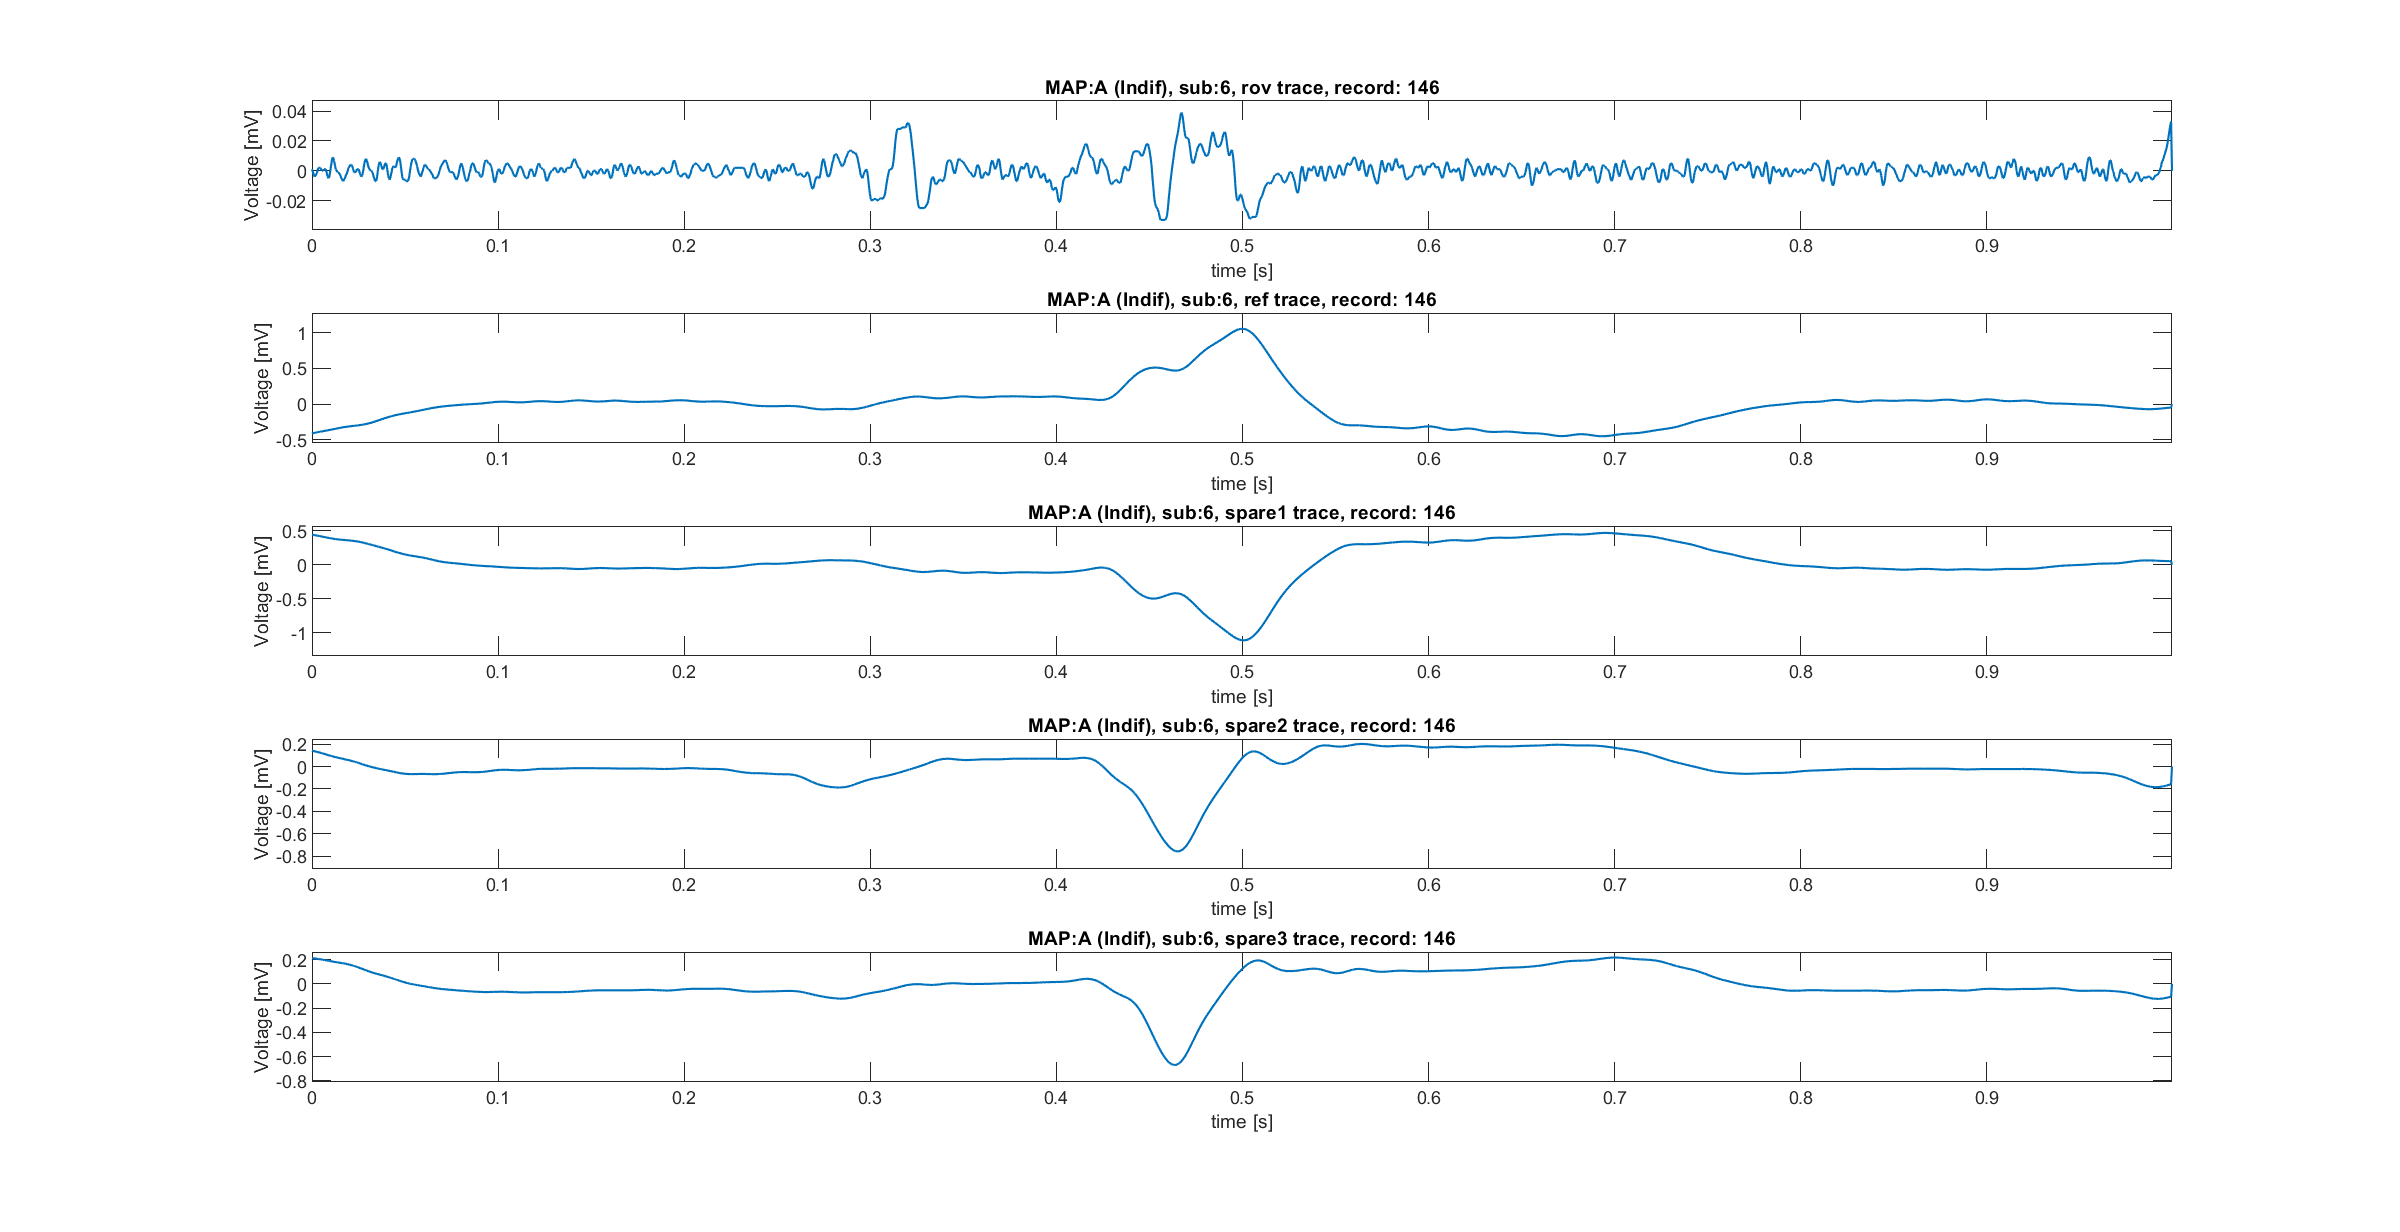 MAP:A (Indif), sub:6, rov trace, record: 146
Voltage [mV]
0.04
0.02
0
-0.02
0 0.1 0.2 0.3 0.4 0.5 0.6 0.7 0.8 0.9
time [s]
MAP:A (Indif), sub:6, ref trace, record: 146
Voltage [mV]
1
0.5
0
-0.5
0 0.1 0.2 0.3 0.4 0.5 0.6 0.7 0.8 0.9
time [s]
MAP:A (Indif), sub:6, spare1 trace, record: 146
Voltage [mV]
0.5
0
-0.5
-1
0 0.1 0.2 0.3 0.4 0.5 0.6 0.7 0.8 0.9
time [s]
MAP:A (Indif), sub:6, spare2 trace, record: 146
Voltage [mV]
0.2
0
-0.2
-0.4
-0.6
-0.8
0 0.1 0.2 0.3 0.4 0.5 0.6 0.7 0.8 0.9
time [s]
MAP:A (Indif), sub:6, spare3 trace, record: 146
Voltage [mV]
0.2
0
-0.2
-0.4
-0.6
-0.8
0 0.1 0.2 0.3 0.4 0.5 0.6 0.7 0.8 0.9
time [s]